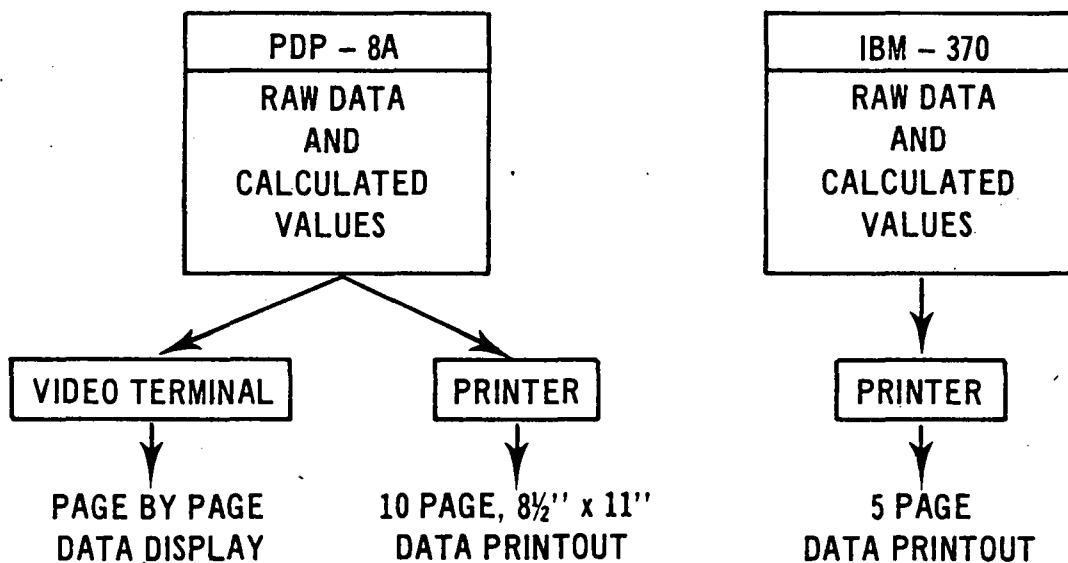 PDP – 8A
RAW DATA
AND
CALCULATED
VALUES
IBM – 370
RAW DATA
AND
CALCULATED
VALUES
VIDEO TERMINAL
PRINTER
PRINTER
PAGE BY PAGE
DATA DISPLAY
10 PAGE, 8½'' x 11''
DATA PRINTOUT
5 PAGE
DATA PRINTOUT